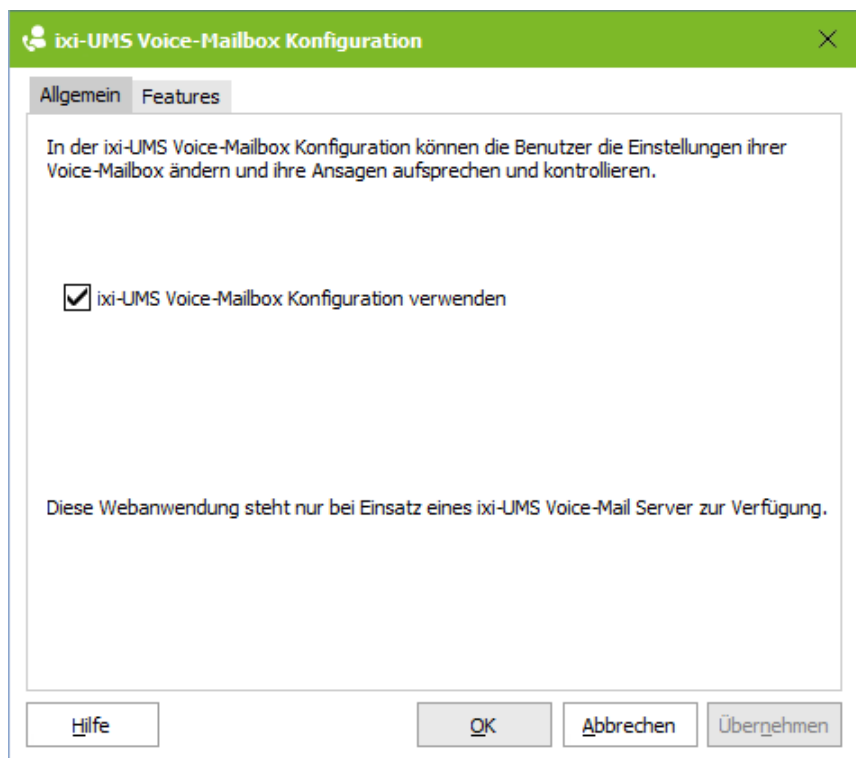 ixi-UMS Voice-Mailbox Konfiguration
Allgemein Features
In der ixi-UMS Voice-Mailbox Konfiguration können die Benutzer die Einstellungen ihrer
Voice-Mailbox ändern und ihre Ansagen aufsprechen und kontrollieren.
ixi-UMS Voice-Mailbox Konfiguration verwenden
Diese Webanwendung steht nur bei Einsatz eines ixi-UMS Voice-Mail Server zur Verfügung.
Hilfe OK Abbrechen Übernehmen